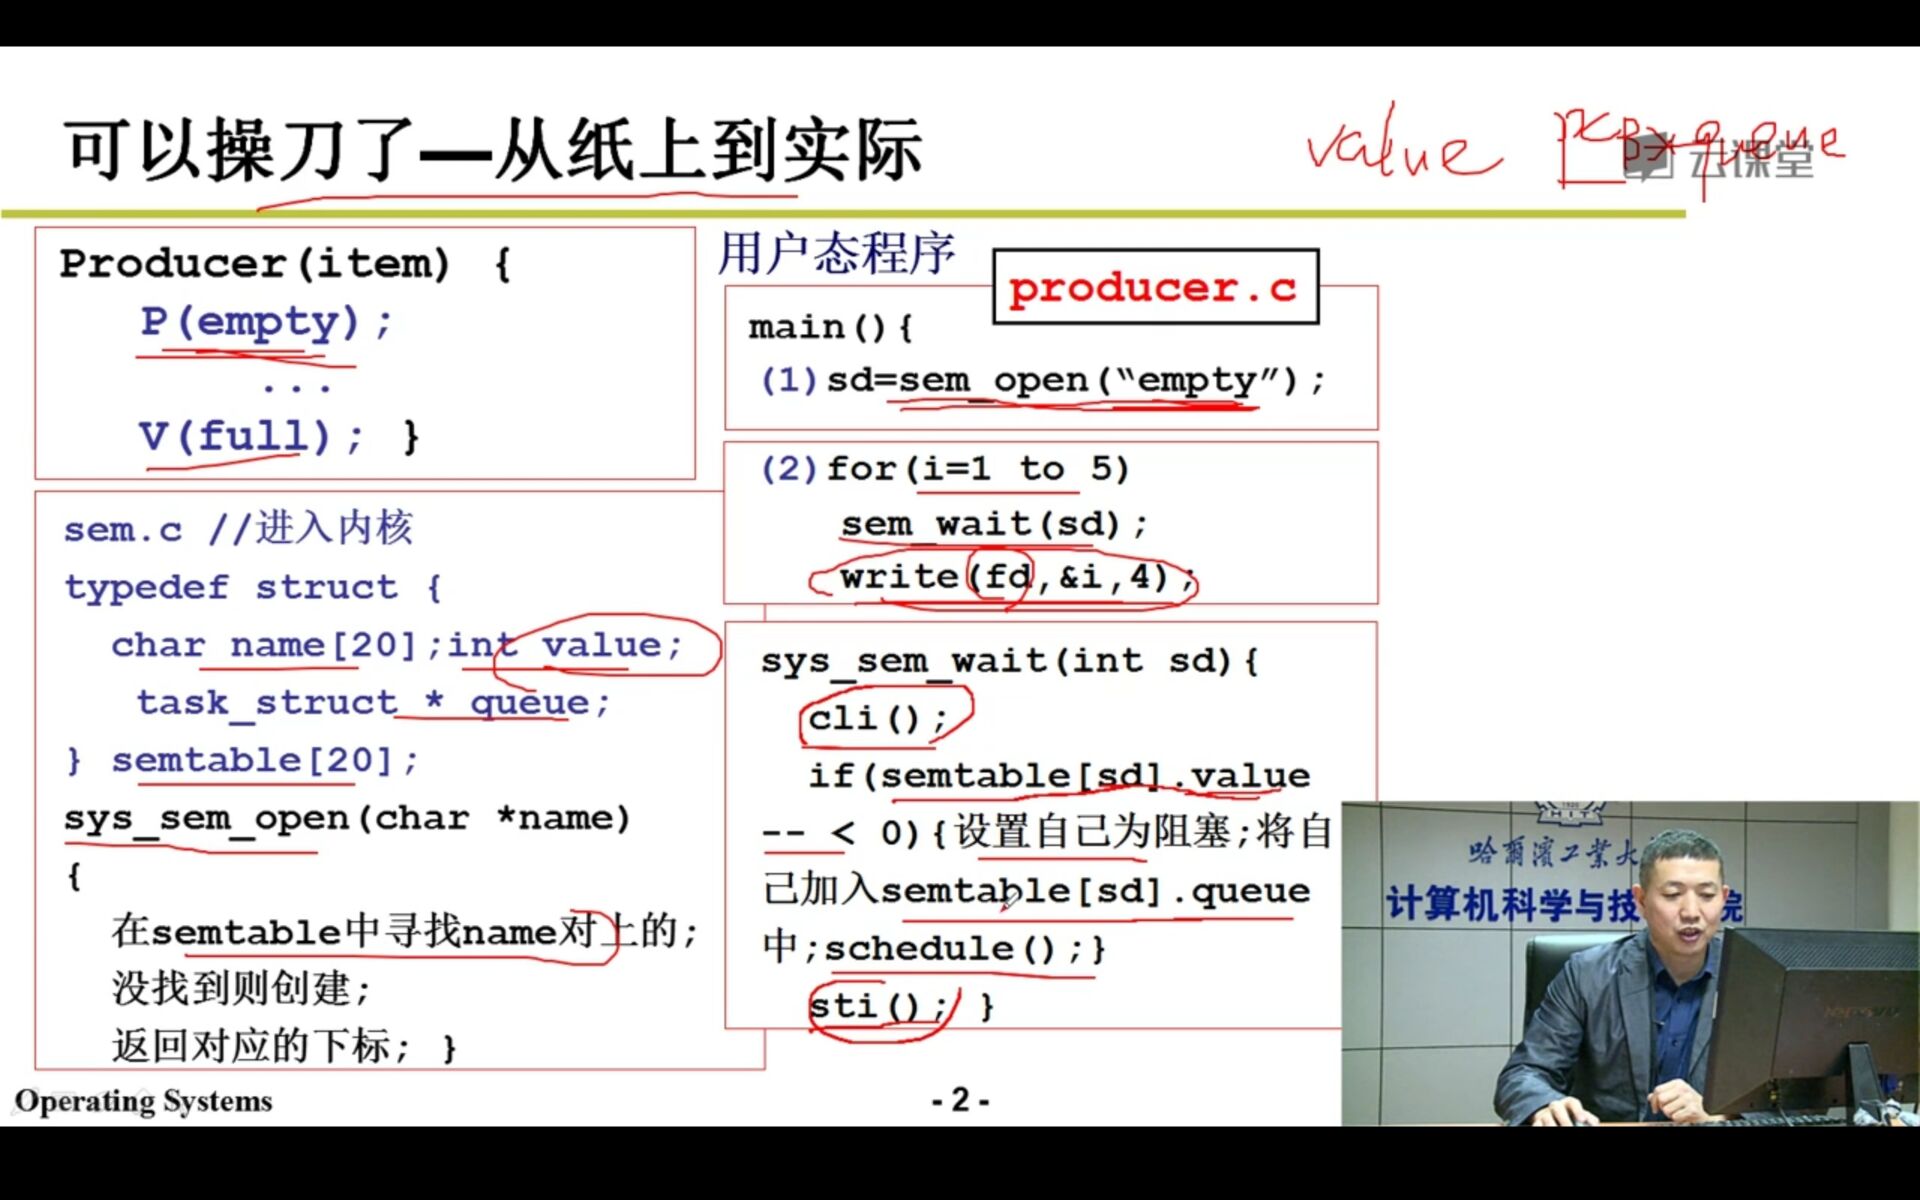 可以操刀了—从纸上到实际
value PCB *queue
云课堂
Producer(item) {
P(empty);
...
V(full); }
用户态程序
producer.c
main(){
(1)sd=sem_open(“empty”);
(2)for(i=1 to 5)
sem_wait(sd);
write(fd,&i,4);
sem.c //进入内核
typedef struct {
char name[20];int value;
task_struct * queue;
} semtable[20];
sys_sem_open(char *name)
{
在semtable中寻找name对上的;
没找到则创建;
返回对应的下标; }
sys_sem_wait(int sd){
cli();
if(semtable[sd].value
-- < 0){设置自己为阻塞;将自
己加入semtable[sd].queue
中;schedule();}
sti(); }
HIT
哈爾濱工業大
计算机科学与技 院
Operating Systems
- 2 -